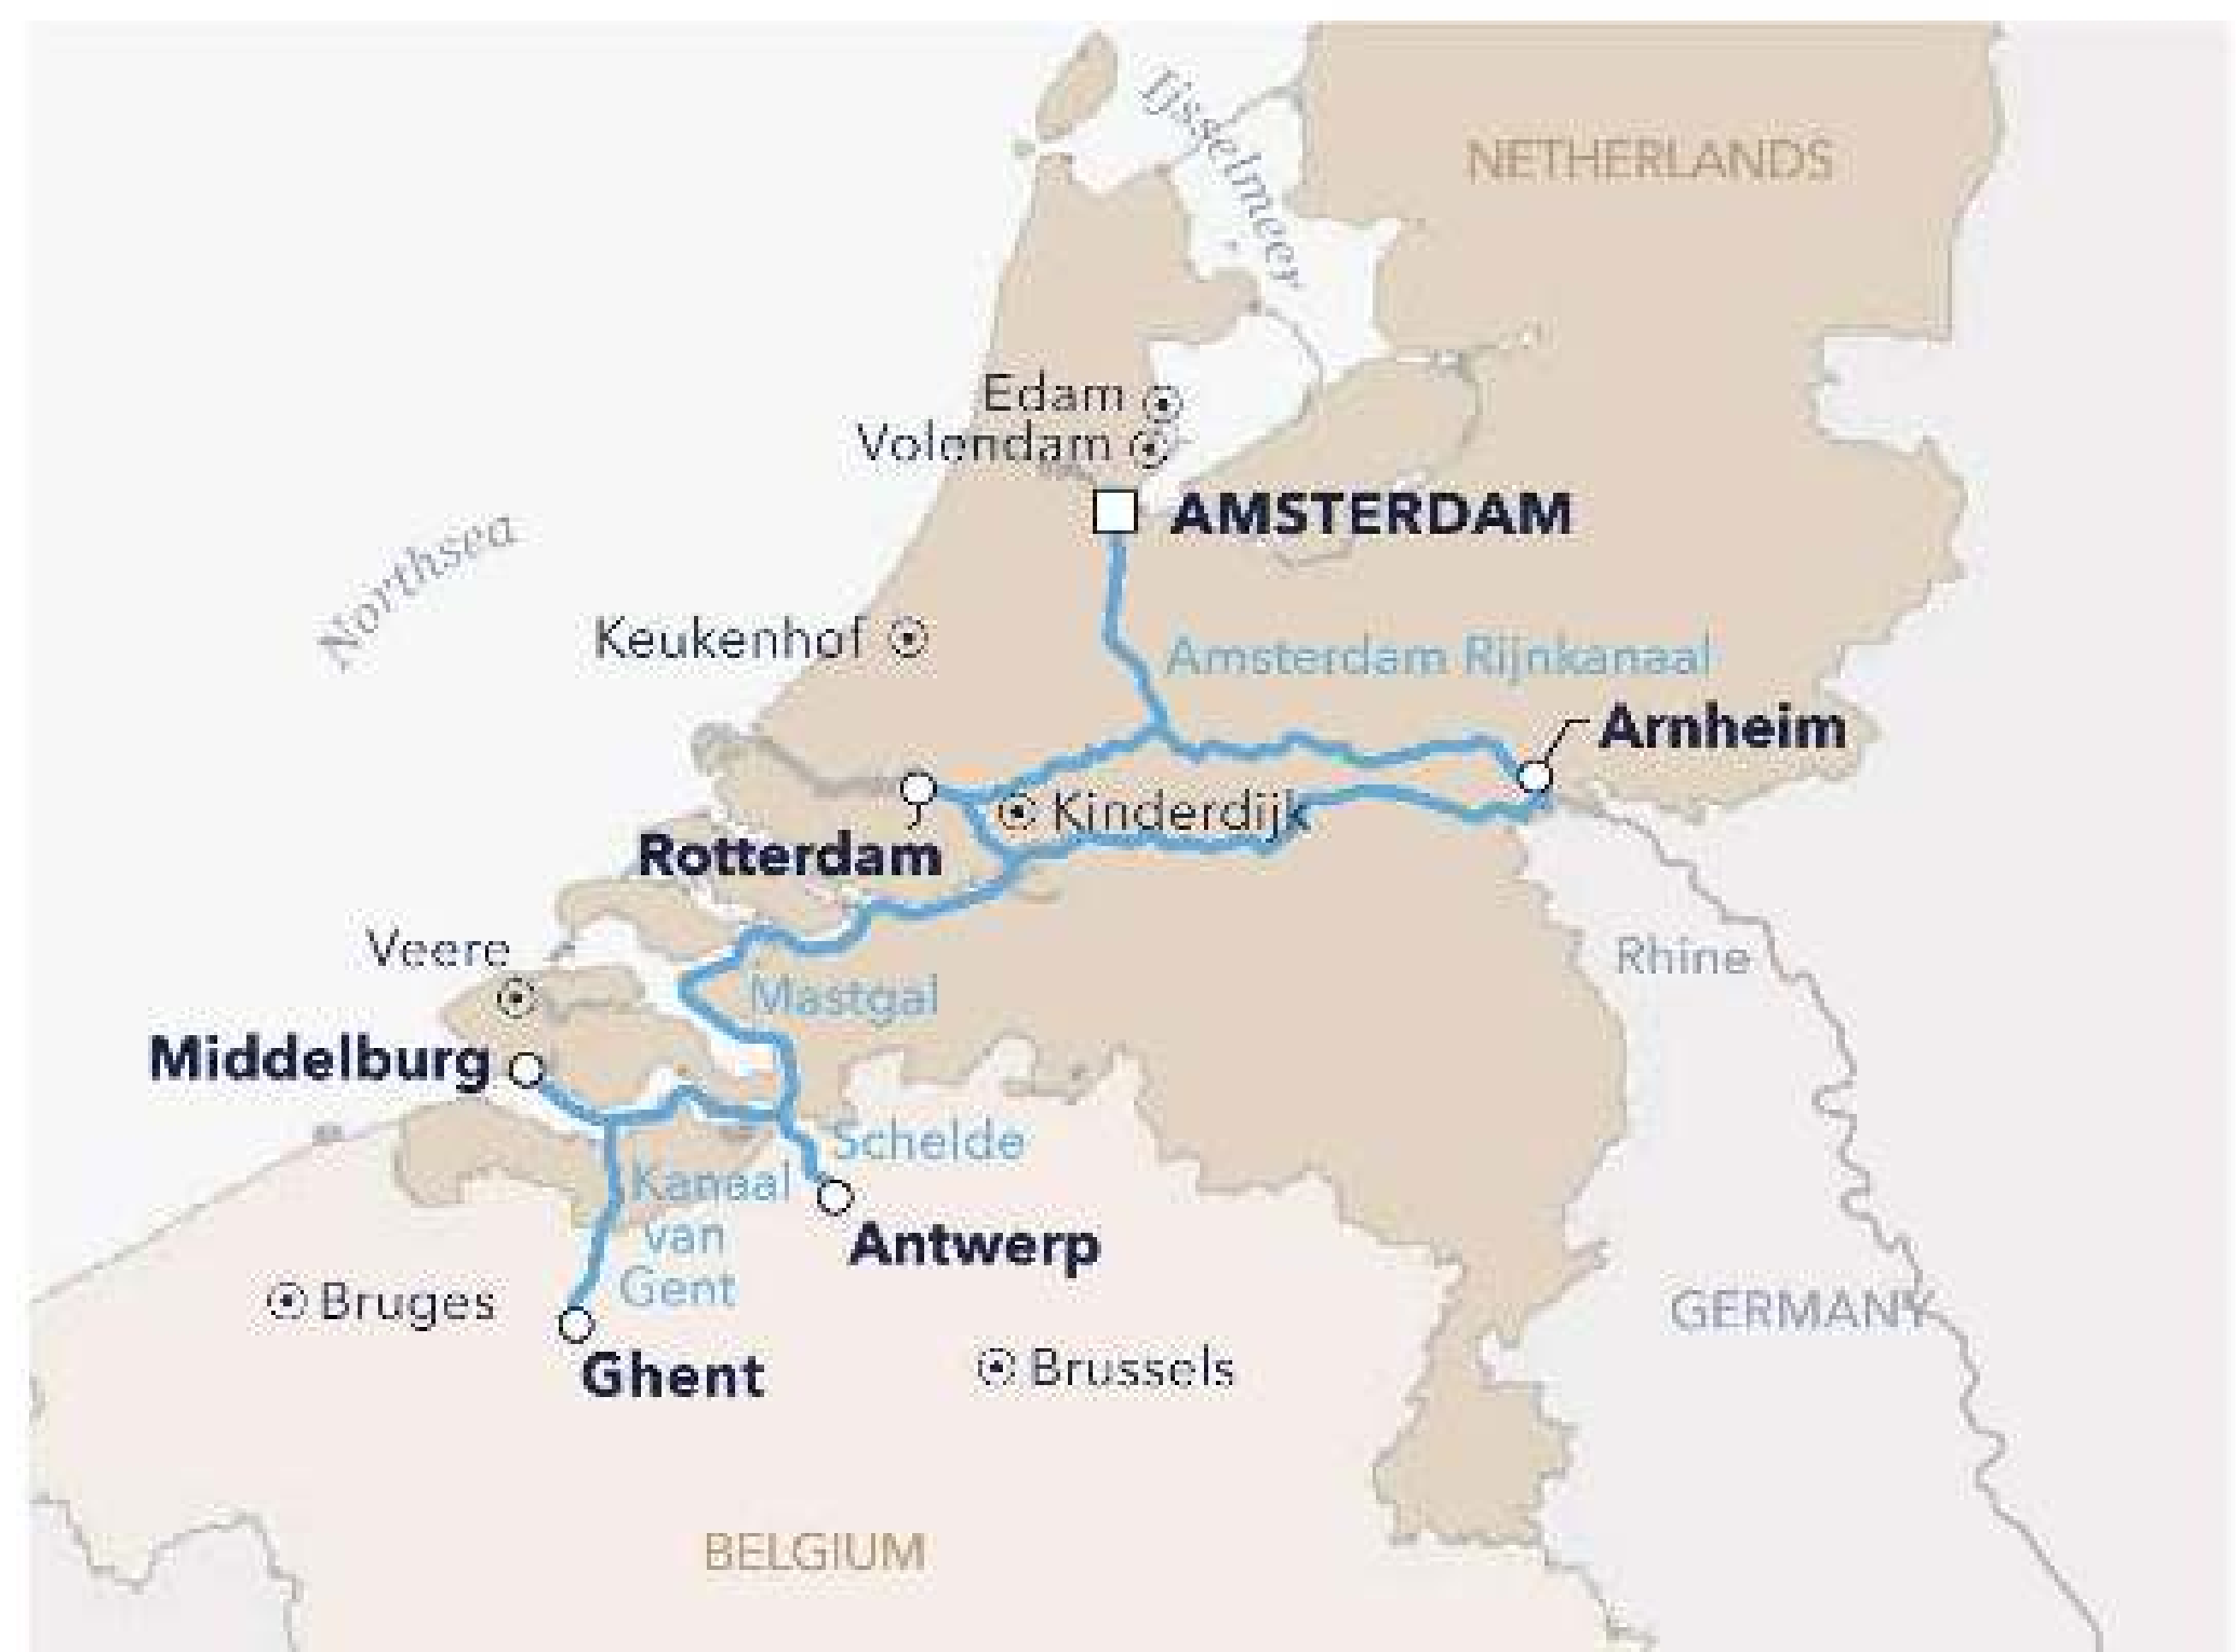 Ijsselmeer
NETHERLANDS
Edam
Volendam
AMSTERDAM
Northsea
Keukenhof
Amsterdam Rijnkanaal
Arnheim
Kinderdijk
Rotterdam
Veere
Rhine
Mastgal
Middelburg
Schelde
Kanaal
van
Gent
Antwerp
Bruges
GERMANY
Ghent
Brussels
BELGIUM